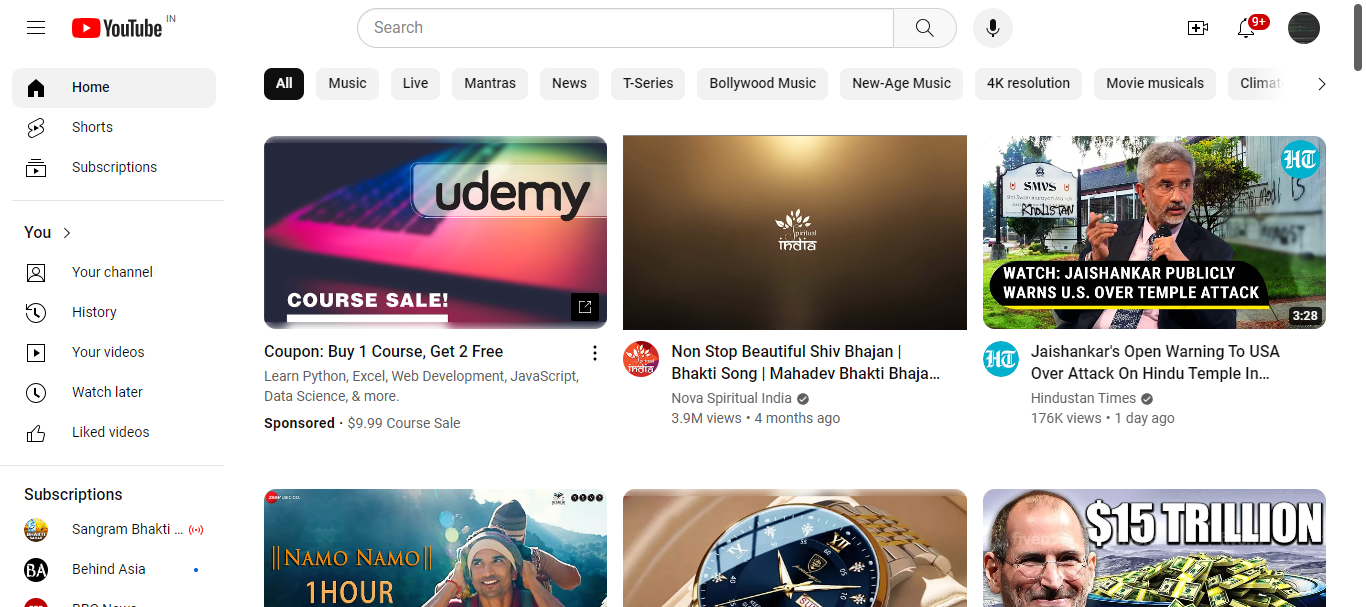 YouTube IN
Search
9+
Home
Shorts
Subscriptions
You
Your channel
History
Your videos
Watch later
Liked videos
Subscriptions
Sangram Bhakti ...
Behind Asia
BA
All
Music
Live
Mantras
News
T-Series
Bollywood Music
New-Age Music
4K resolution
Movie musicals
udemy
COURSE SALE!
Coupon: Buy 1 Course, Get 2 Free
Learn Python, Excel, Web Development, JavaScript,
Data Science, & more.
Sponsored · $9.99 Course Sale
spiritual
india
Non Stop Beautiful Shiv Bhajan |
Bhakti Song | Mahadev Bhakti Bhaja...
Nova Spiritual India
3.9M views • 4 months ago
HT
SMVS
KHALISTAN
WATCH: JAISHANKAR PUBLICLY
WARNS U.S. OVER TEMPLE ATTACK
3:28
HT
Jaishankar's Open Warning To USA
Over Attack On Hindu Temple In...
Hindustan Times
176K views • 1 day ago
||NAMO NAMO||
1HOUR
XII
60
$15 TRILLION